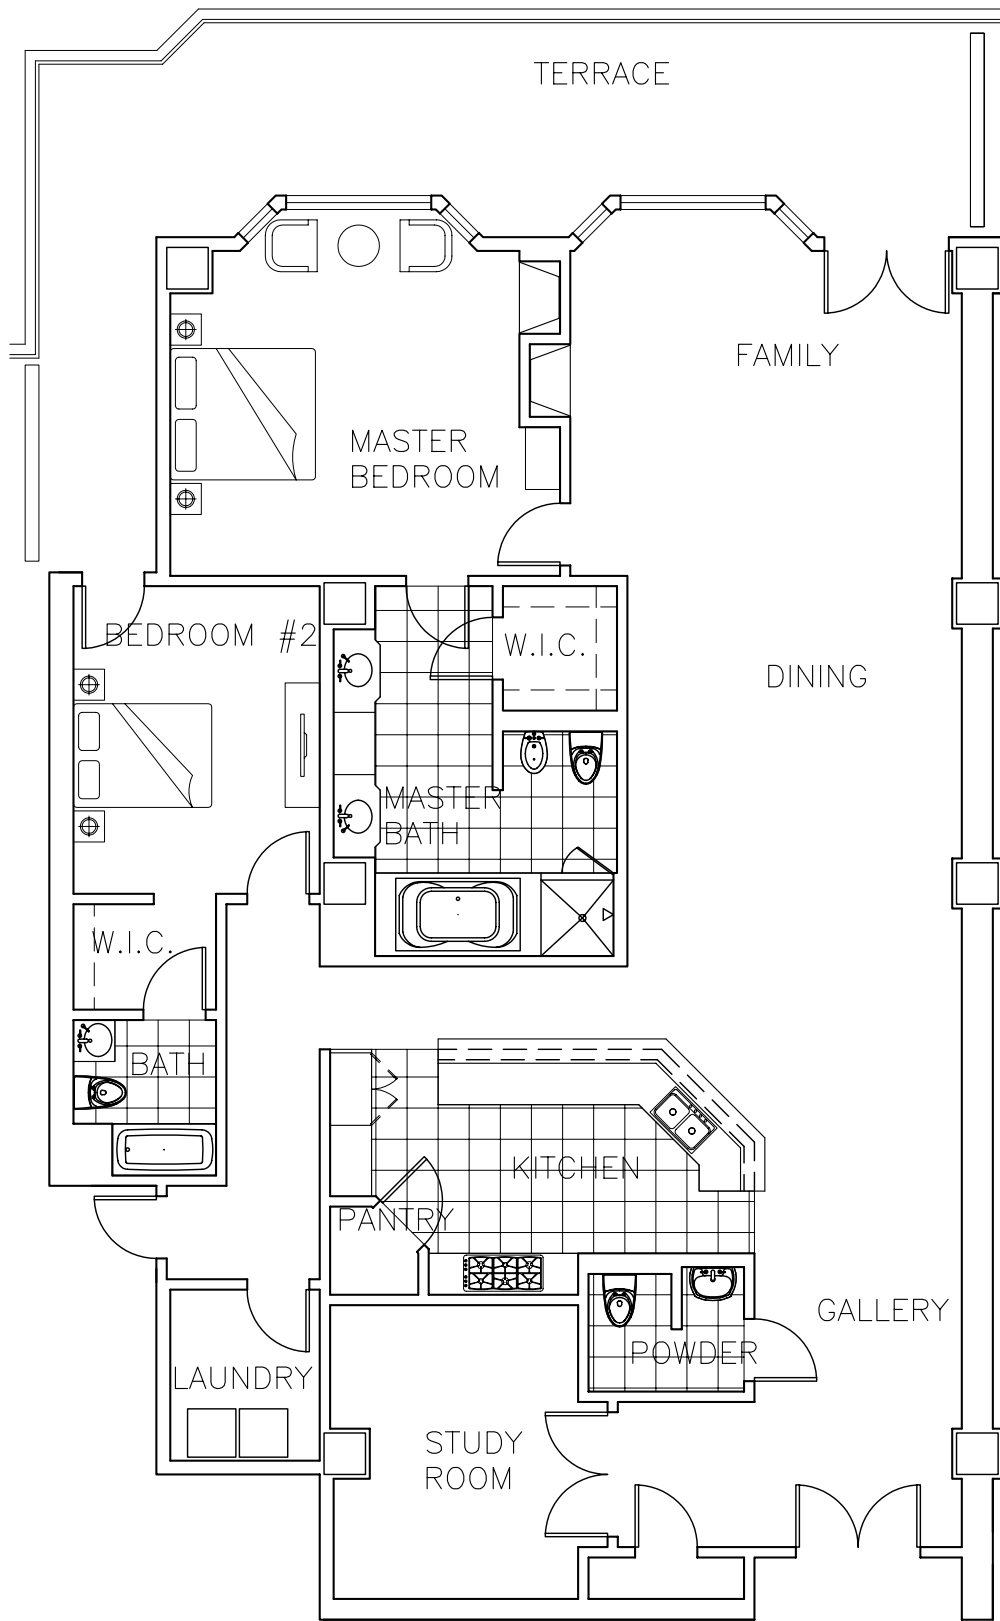 TERRACE
FAMILY
MASTER
BEDROOM
BEDROOM #2
W.I.C.
DINING
MASTER
BATH
W.I.C.
BATH
KITCHEN
PANTRY
GALLERY
POWDER
LAUNDRY
STUDY
ROOM